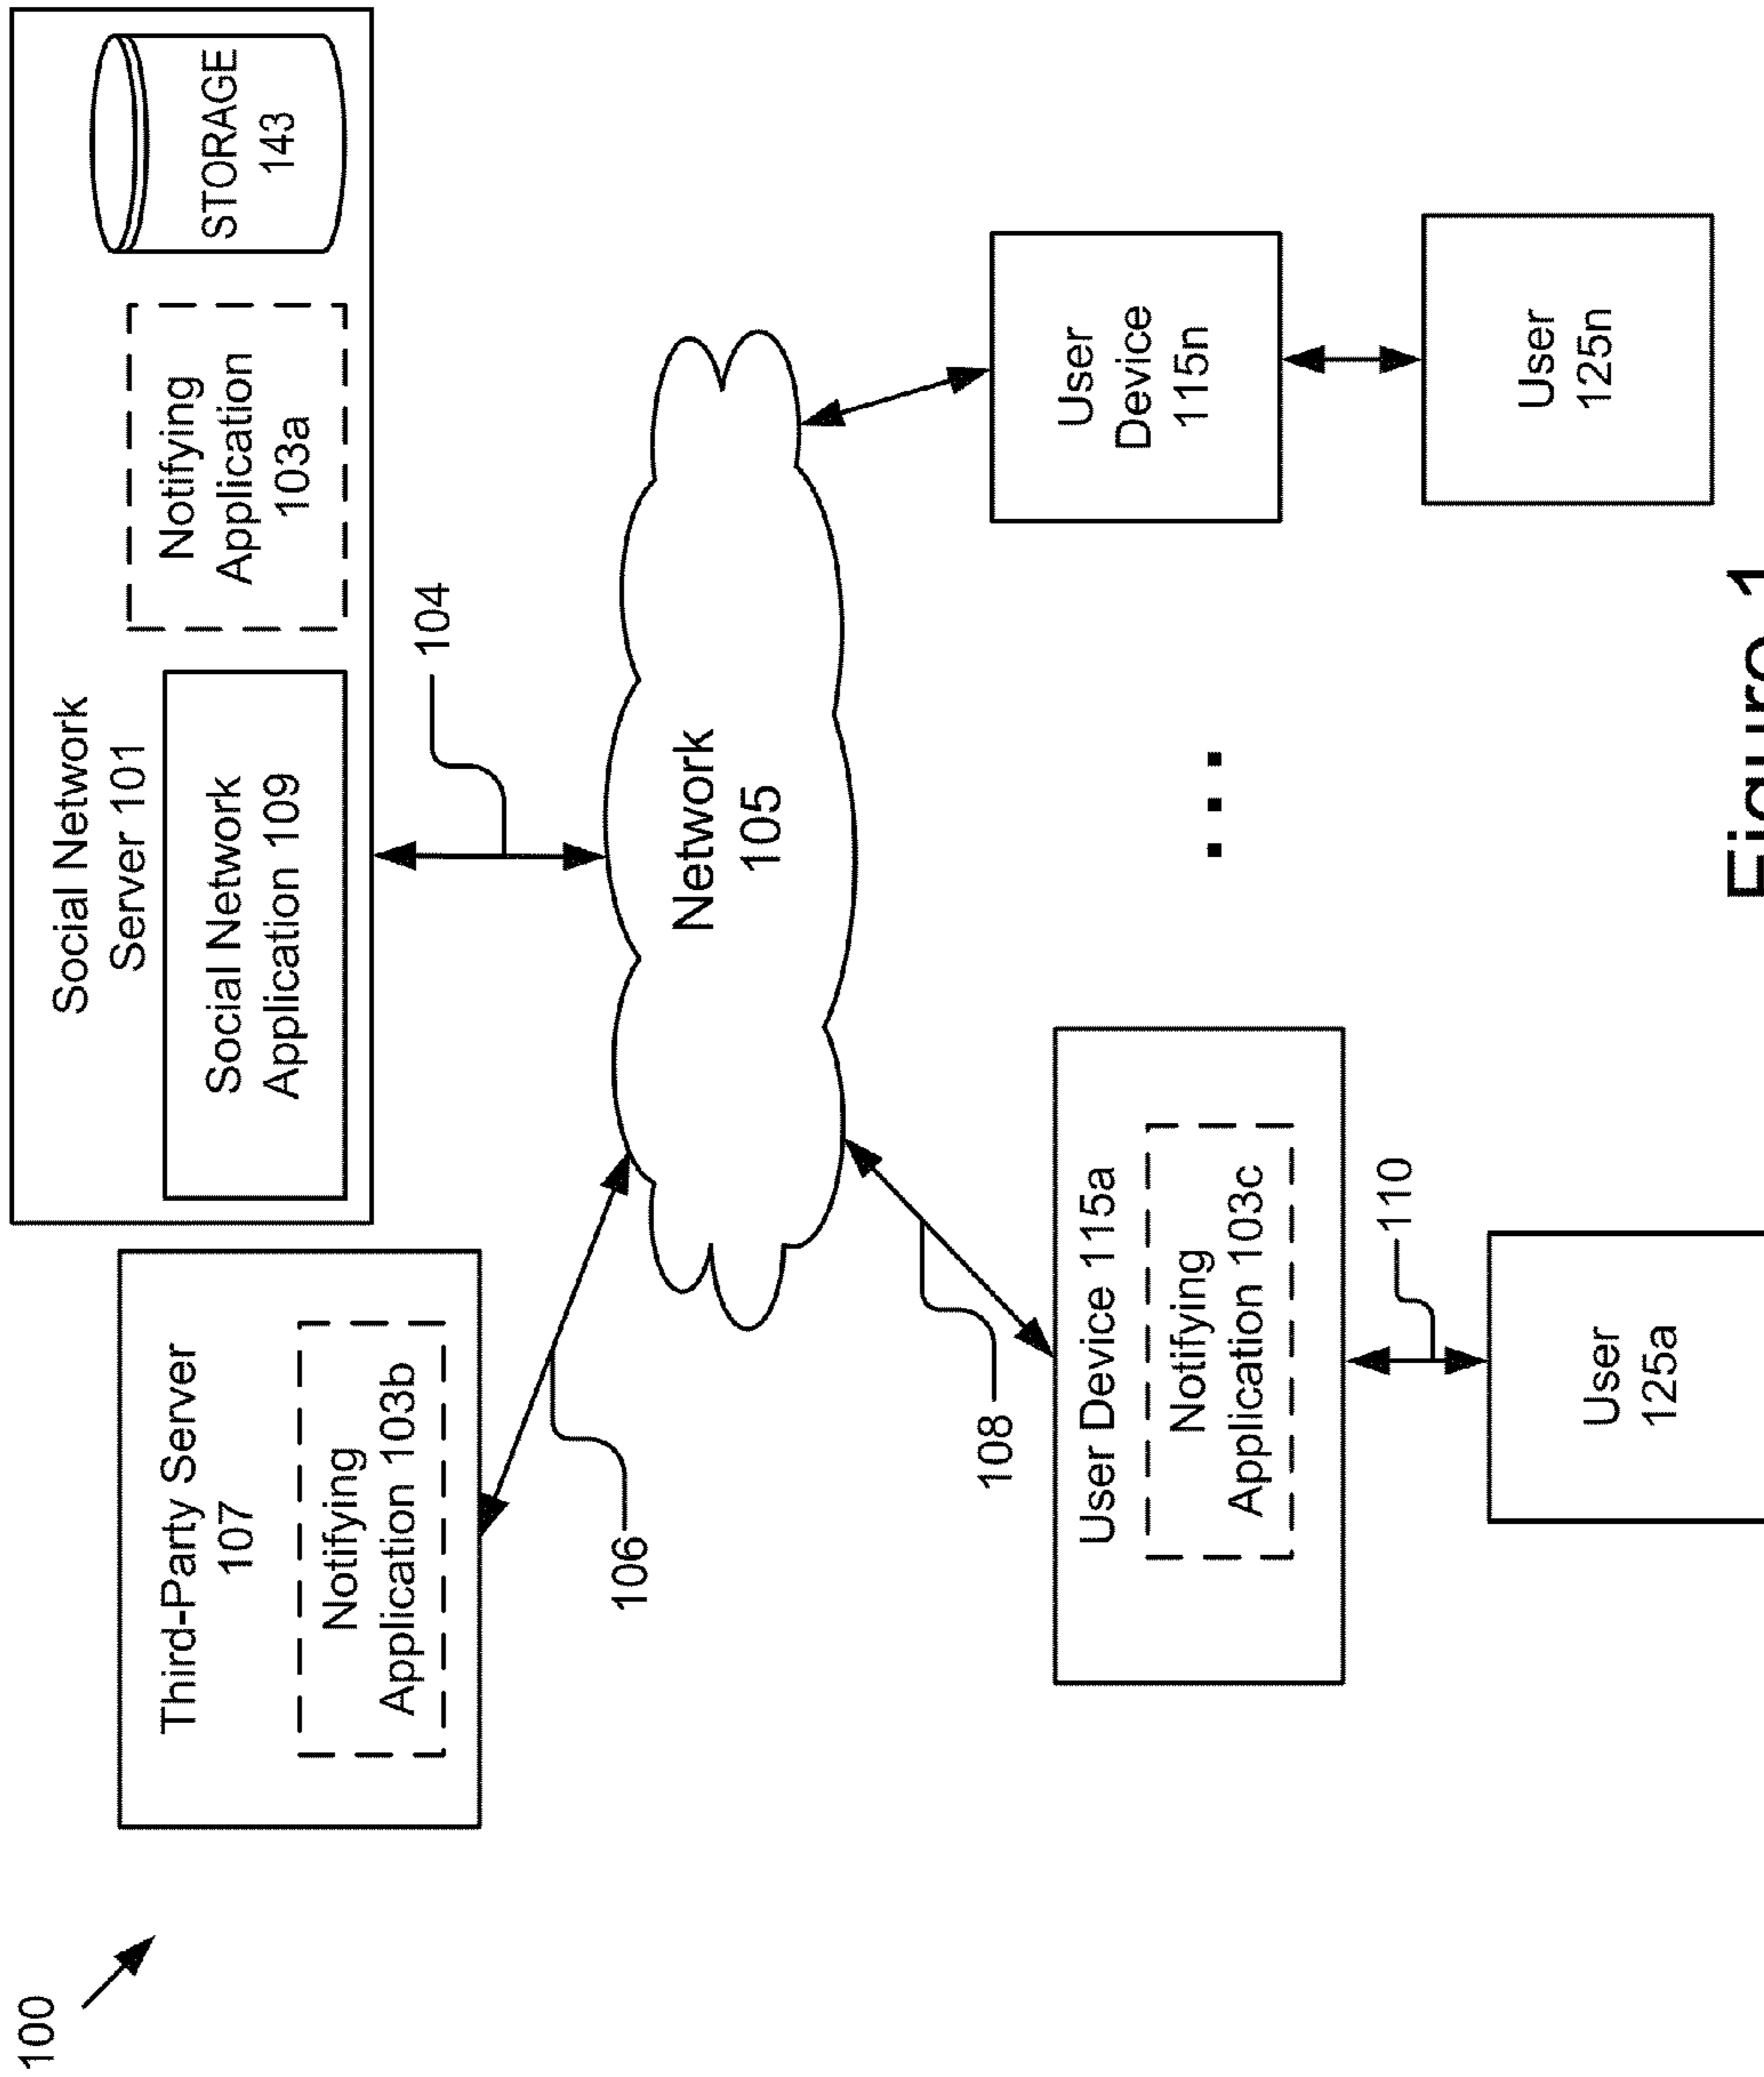 100
Third-Party Server
107
Notifying
Application 103b
Social Network
Server 101
Social Network
Application 109
Notifying
Application
103a
STORAGE
143
104
106
Network
105
108
User Device 115a
Notifying
Application 103c
110
User
125a
User
Device
115n
User
125n
Figure 1